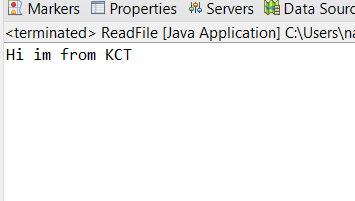 Markers Properties Servers Data Sourc
<terminated> ReadFile [Java Application] C:\Users\na
Hi im from KCT